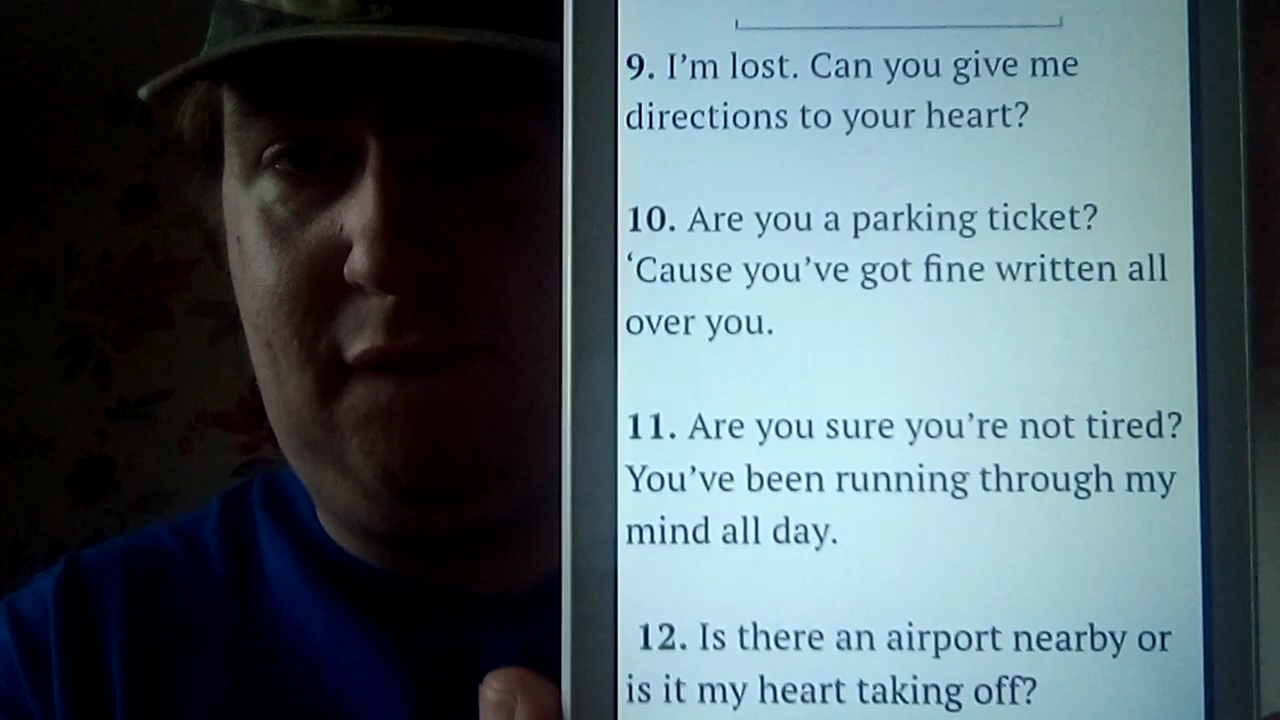 9. I’m lost. Can you give me
directions to your heart?
10. Are you a parking ticket?
‘Cause you’ve got fine written all
over you.
11. Are you sure you’re not tired?
You’ve been running through my
mind all day.
12. Is there an airport nearby or
is it my heart taking off?